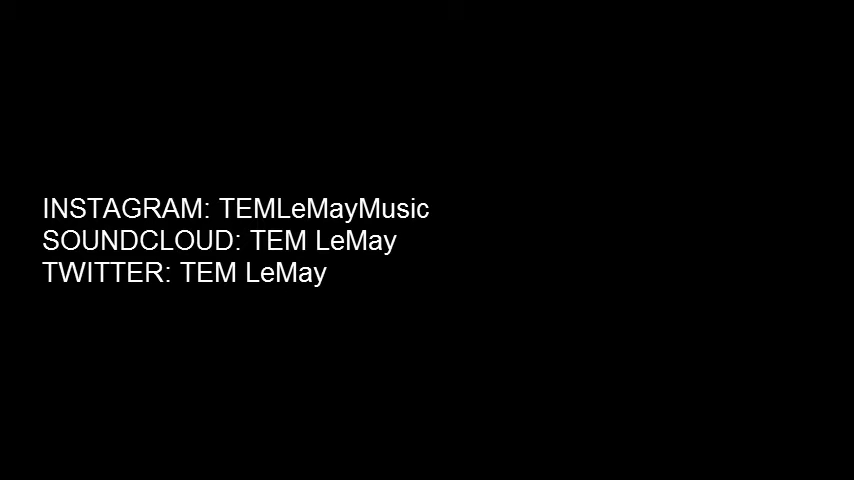 INSTAGRAM: TEMLeMayMusic
SOUNDCLOUD: TEM LeMay
TWITTER: TEM LeMay